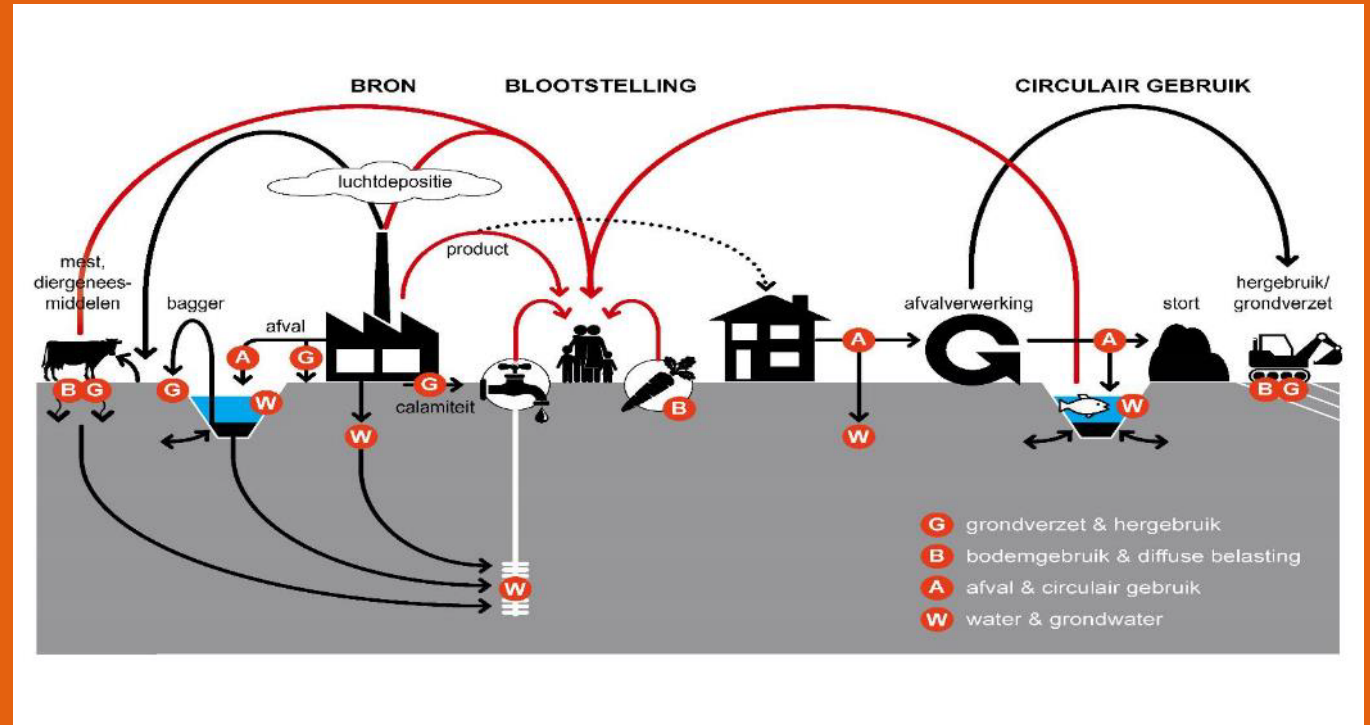 BRON
BLOOTSTELLING
CIRCULAIR GEBRUIK
luchtdepositie
product
mest,
diergenees-
middelen
bagger
afval
afvalverwerking
stort
hergebruik/
grondverzet
A
G
A
A
B G
G
W
G
calamiteit
B
W
B G
W
W
W
G grondverzet & hergebruik
B bodemgebruik & diffuse belasting
A afval & circulair gebruik
W water & grondwater